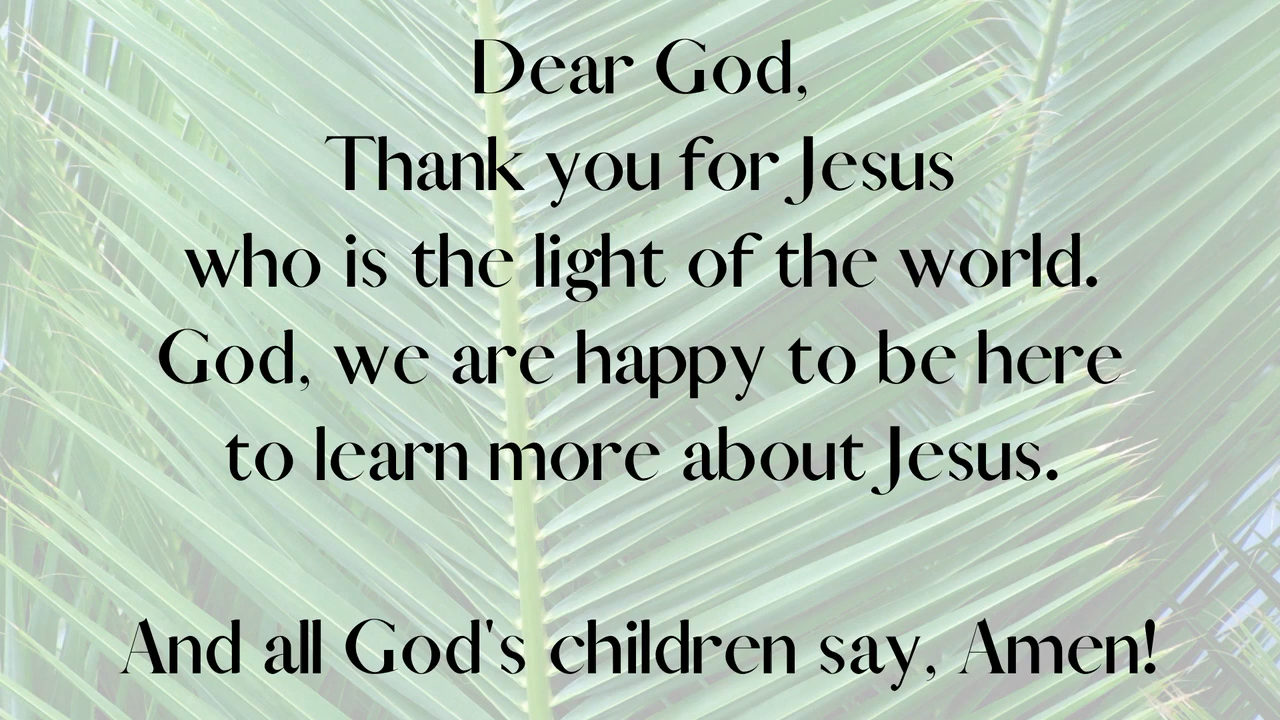 Dear God,
Thank you for Jesus
who is the light of the world.
God, we are happy to be here
to learn more about Jesus.
And all God's children say, Amen!